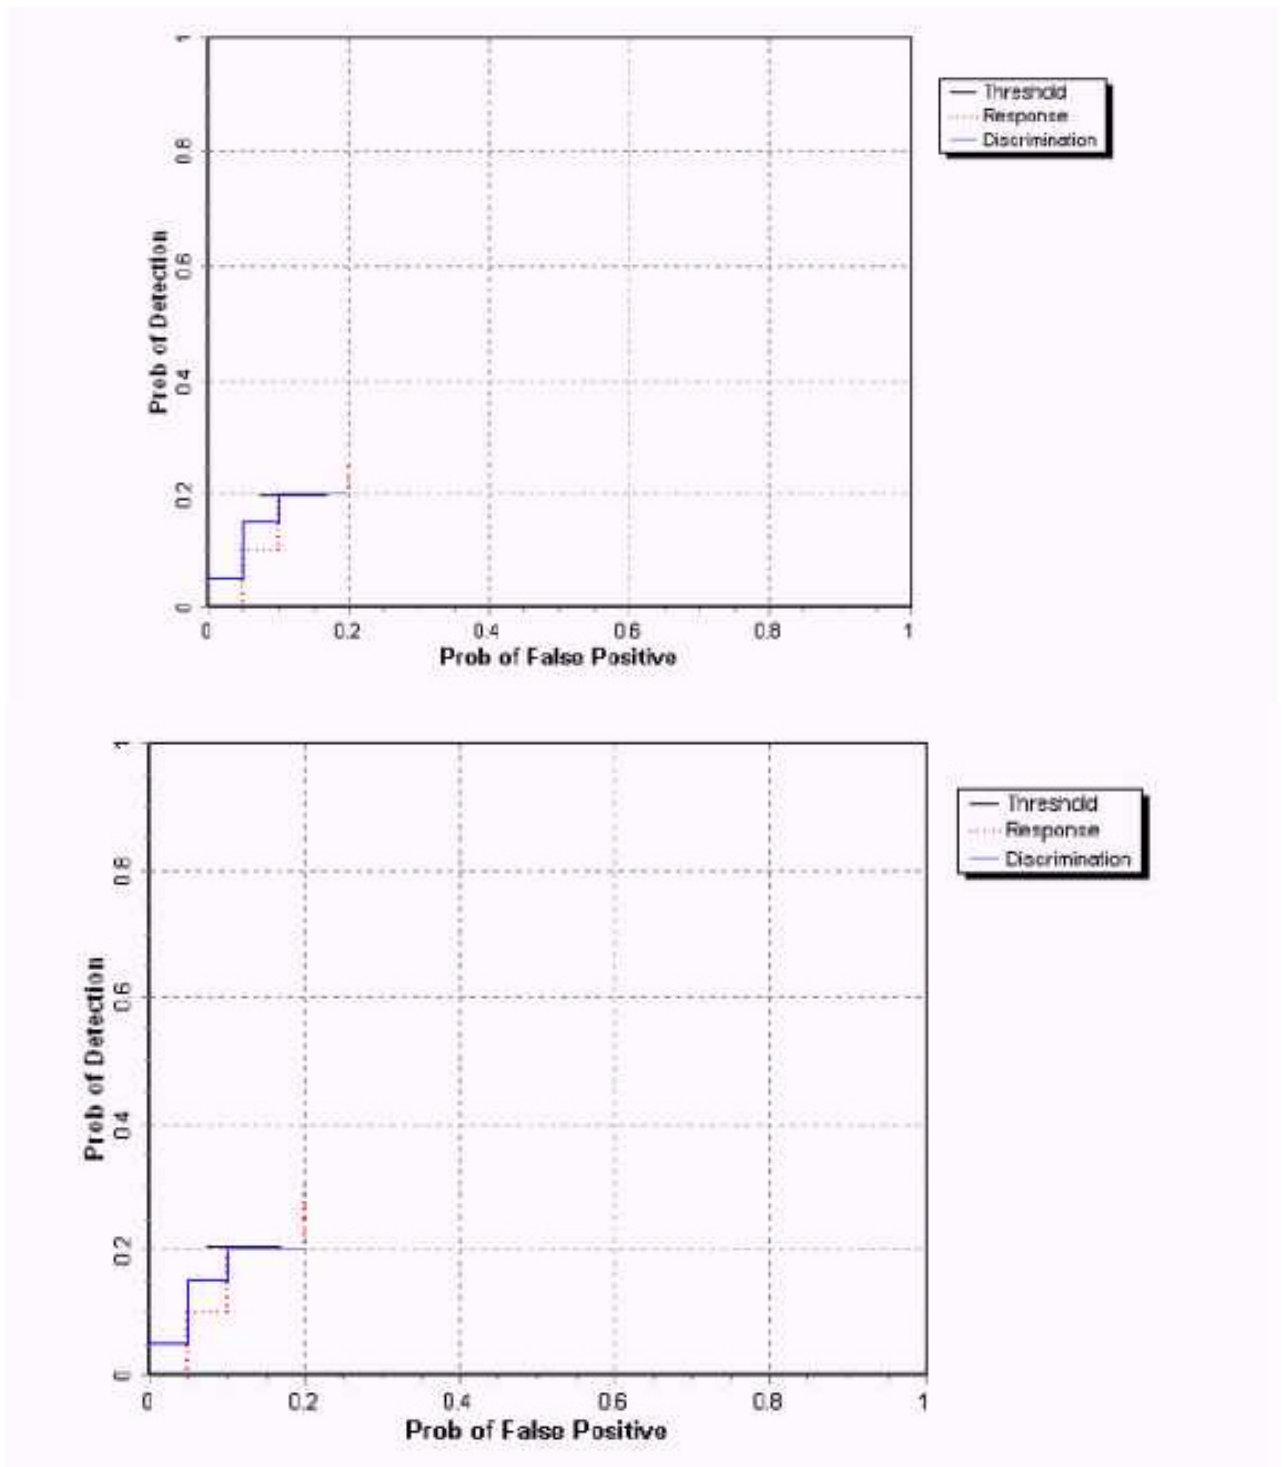 1
Threshold
Response
Discrimination
0.8
0.6
Prob of Detection
0.4
0.2
0
0 0.2 0.4 0.6 0.8 1
Prob of False Positive
1
Threshold
Response
Discrimination
0.8
0.6
Prob of Detection
0.4
0.2
0
0 0.2 0.4 0.6 0.8 1
Prob of False Positive